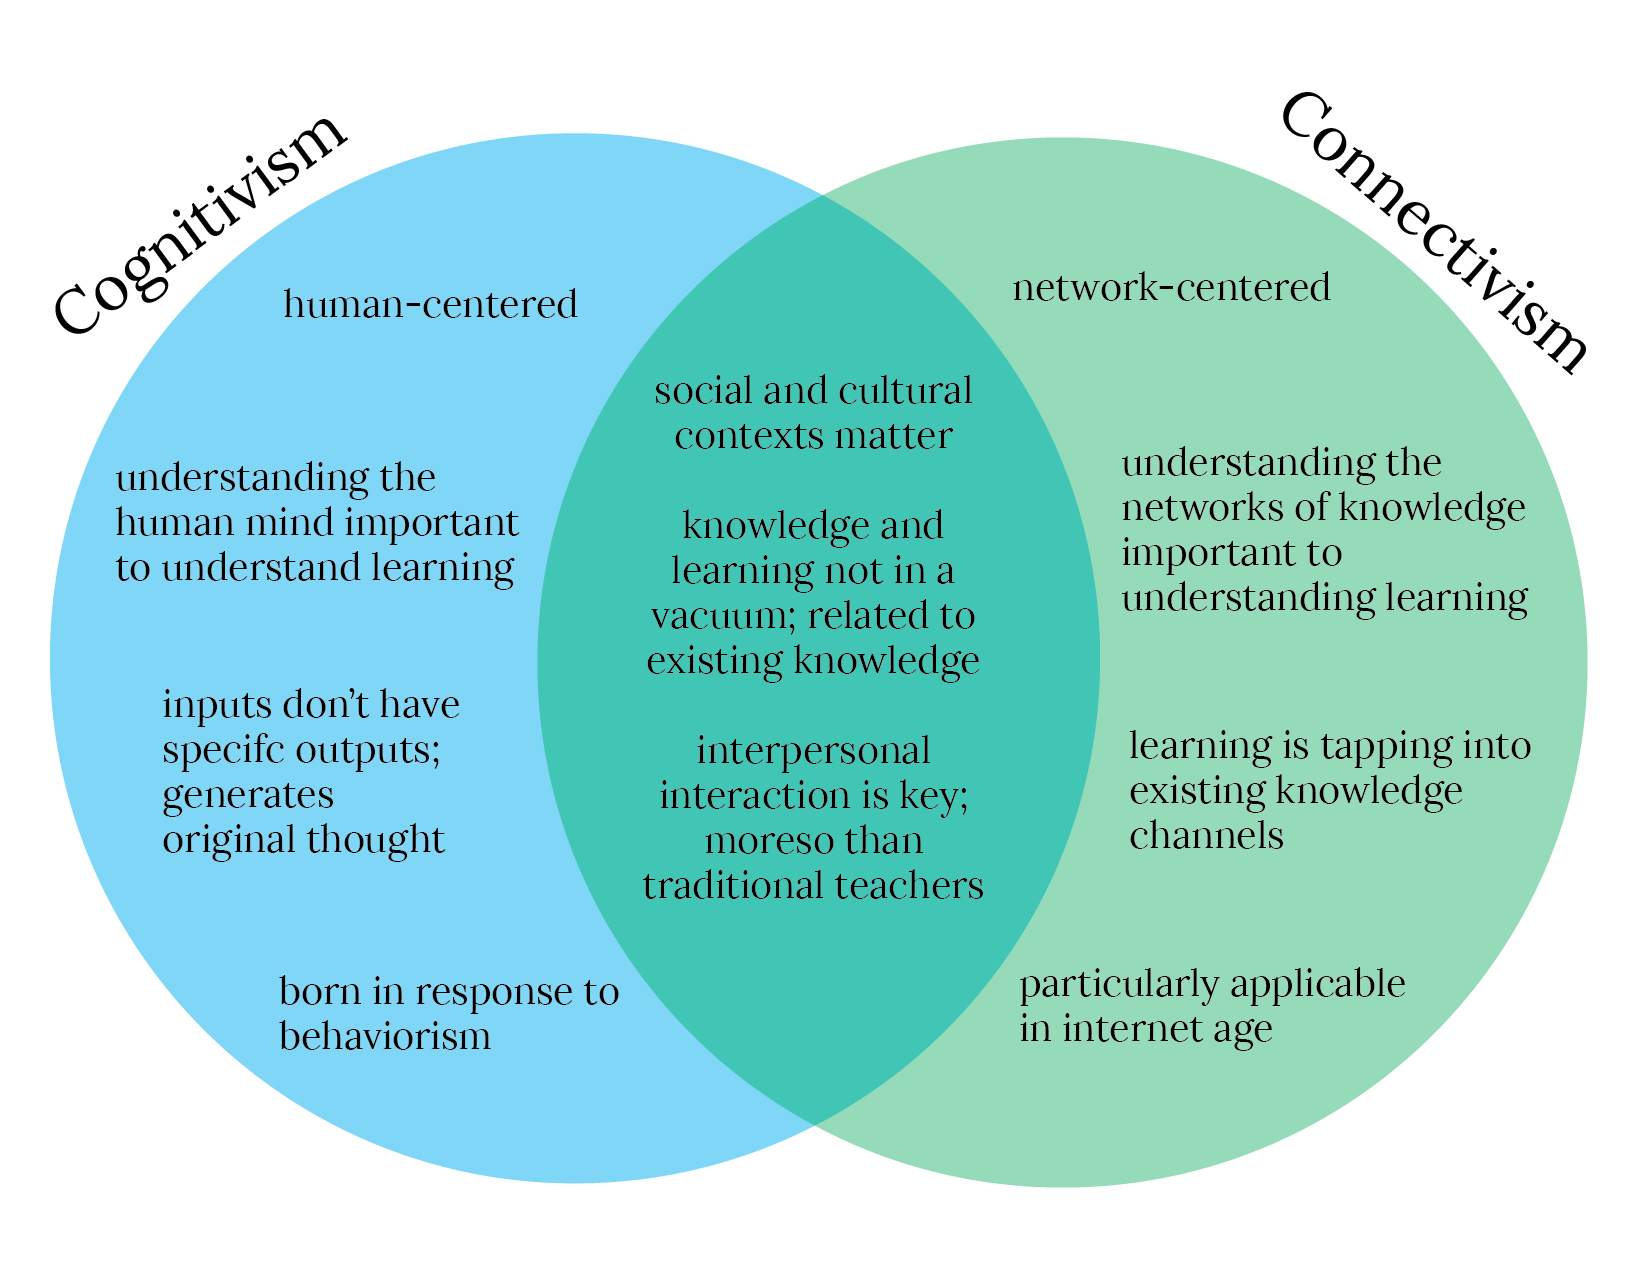 Cognitivism
human-centered
understanding the
human mind important
to understand learning
inputs don’t have
specifc outputs;
generates
original thought
born in response to
behaviorism
social and cultural
contexts matter
knowledge and
learning not in a
vacuum; related to
existing knowledge
interpersonal
interaction is key;
moreso than
traditional teachers
Connectivism
network-centered
understanding the
networks of knowledge
important to
understanding learning
learning is tapping into
existing knowledge
channels
particularly applicable
in internet age